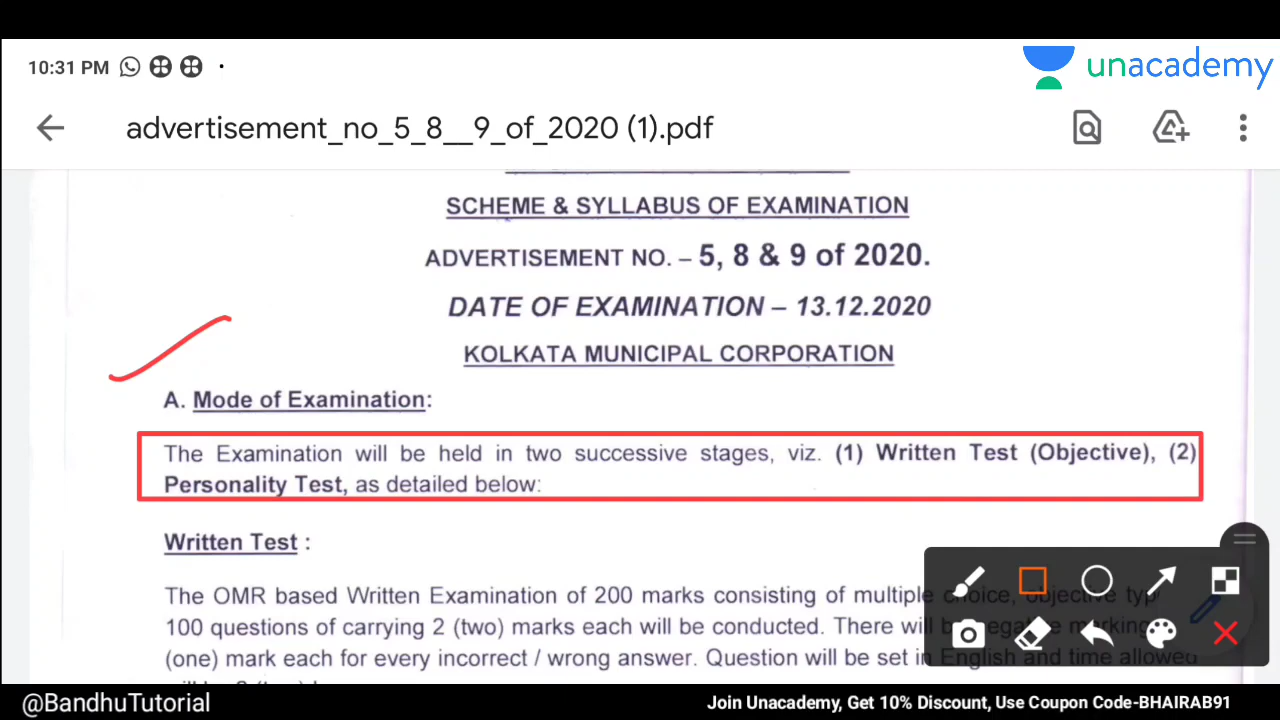 10:31 PM
unacademy
advertisement_no_5_8__9_of_2020 (1).pdf
SCHEME & SYLLABUS OF EXAMINATION
ADVERTISEMENT NO. – 5, 8 & 9 of 2020.
DATE OF EXAMINATION – 13.12.2020
KOLKATA MUNICIPAL CORPORATION
A. Mode of Examination:
The Examination will be held in two successive stages, viz. (1) Written Test (Objective), (2)
Personality Test, as detailed below:
Written Test :
The OMR based Written Examination of 200 marks consisting of multiple choice, objective
100 questions of carrying 2 (two) marks each will be conducted. There will marking
(one) mark each for every incorrect / wrong answer. Question will be set in English and time allowed
@BandhuTutorial
Join Unacademy, Get 10% Discount, Use Coupon Code-BHAIRAB91